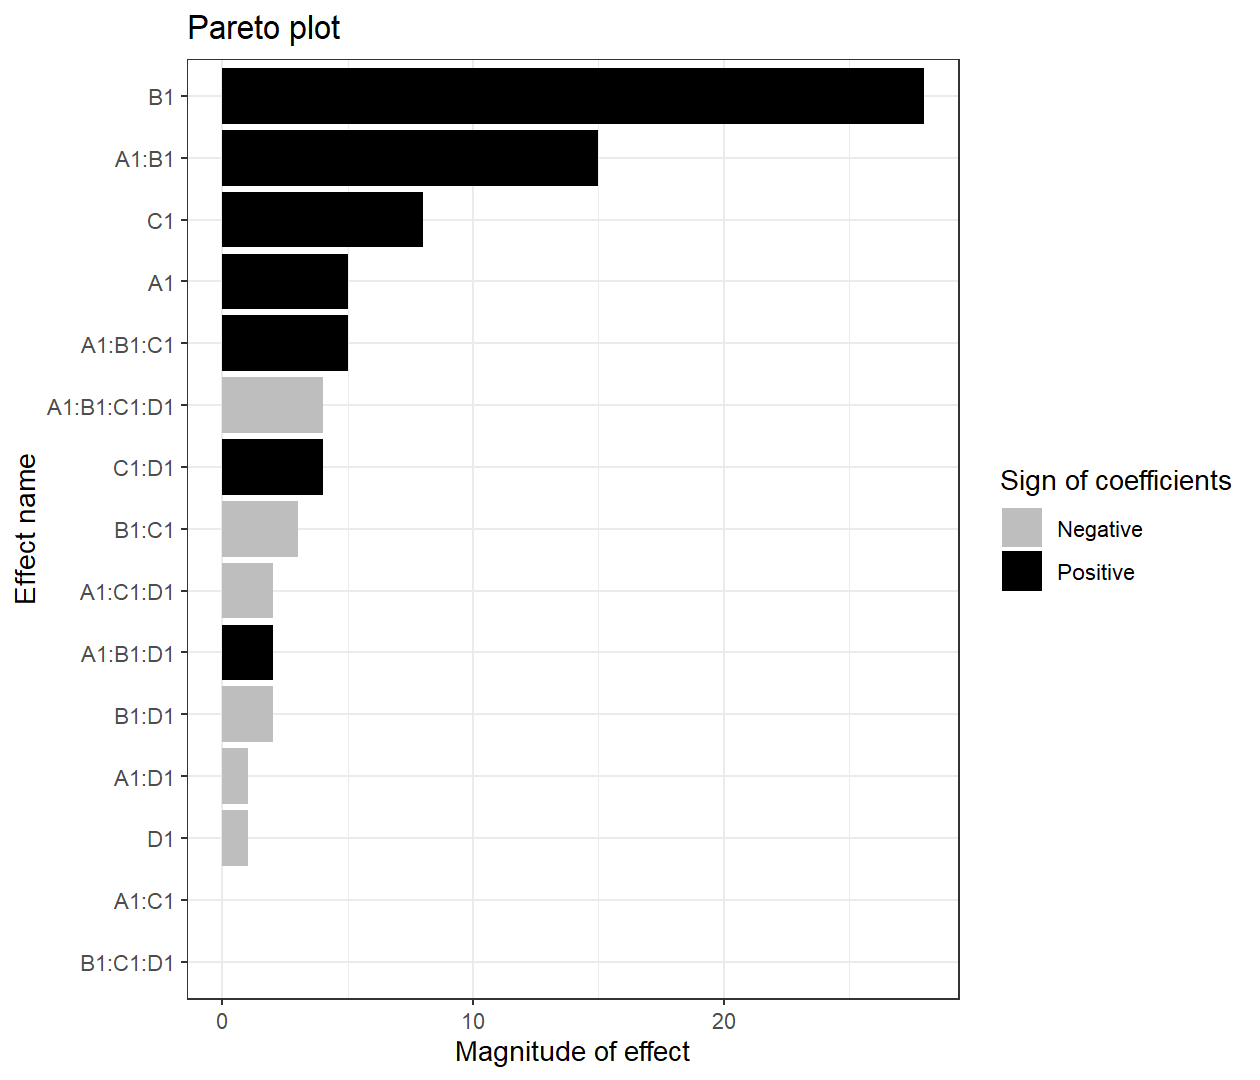 Pareto plot
Effect name
B1
A1:B1
C1
A1
A1:B1:C1
A1:B1:C1:D1
C1:D1
B1:C1
A1:C1:D1
A1:B1:D1
B1:D1
A1:D1
D1
A1:C1
B1:C1:D1
0 10 20
Magnitude of effect
Sign of coefficients
Negative
Positive